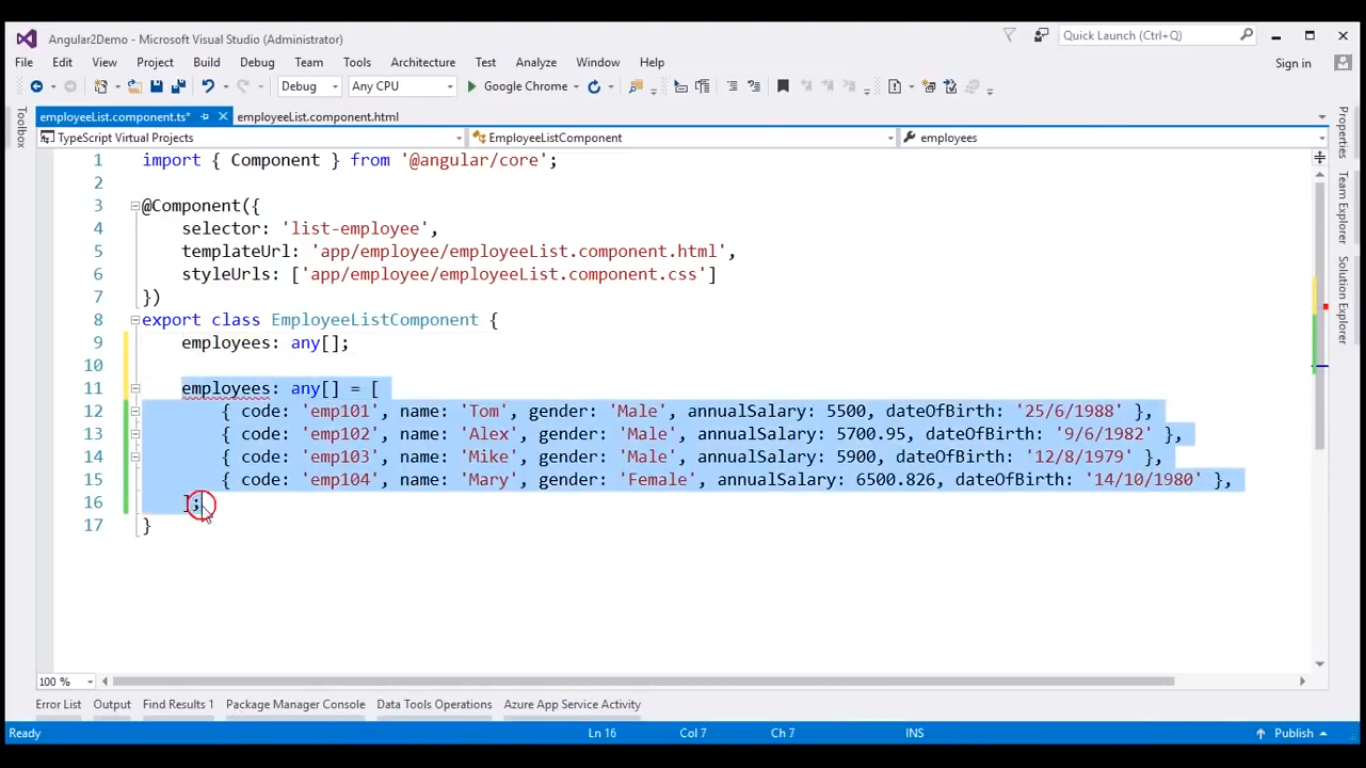 Angular2Demo - Microsoft Visual Studio (Administrator)
Quick Launch (Ctrl+Q)
File Edit View Project Build Debug Team Tools Architecture Test Analyze Window Help
Sign in
Debug Any CPU Google Chrome
employeeList.component.ts* employeeList.component.html
TypeScript Virtual Projects EmployeeListComponent employees
Toolbox
Properties
Team Explorer
Solution Explorer
1 import { Component } from '@angular/core';
2
3 @Component({
4 selector: 'list-employee',
5 templateUrl: 'app/employee/employeeList.component.html',
6 styleUrls: ['app/employee/employeeList.component.css']
7 })
8 export class EmployeeListComponent {
9 employees: any[];
10
11 employees: any[] = [
12 { code: 'emp101', name: 'Tom', gender: 'Male', annualSalary: 5500, dateOfBirth: '25/6/1988' },
13 { code: 'emp102', name: 'Alex', gender: 'Male', annualSalary: 5700.95, dateOfBirth: '9/6/1982' },
14 { code: 'emp103', name: 'Mike', gender: 'Male', annualSalary: 5900, dateOfBirth: '12/8/1979' },
15 { code: 'emp104', name: 'Mary', gender: 'Female', annualSalary: 6500.826, dateOfBirth: '14/10/1980' },
16 ];
17 }
100 %
Error List Output Find Results 1 Package Manager Console Data Tools Operations Azure App Service Activity
Ready Ln 16 Col 7 Ch 7 INS Publish